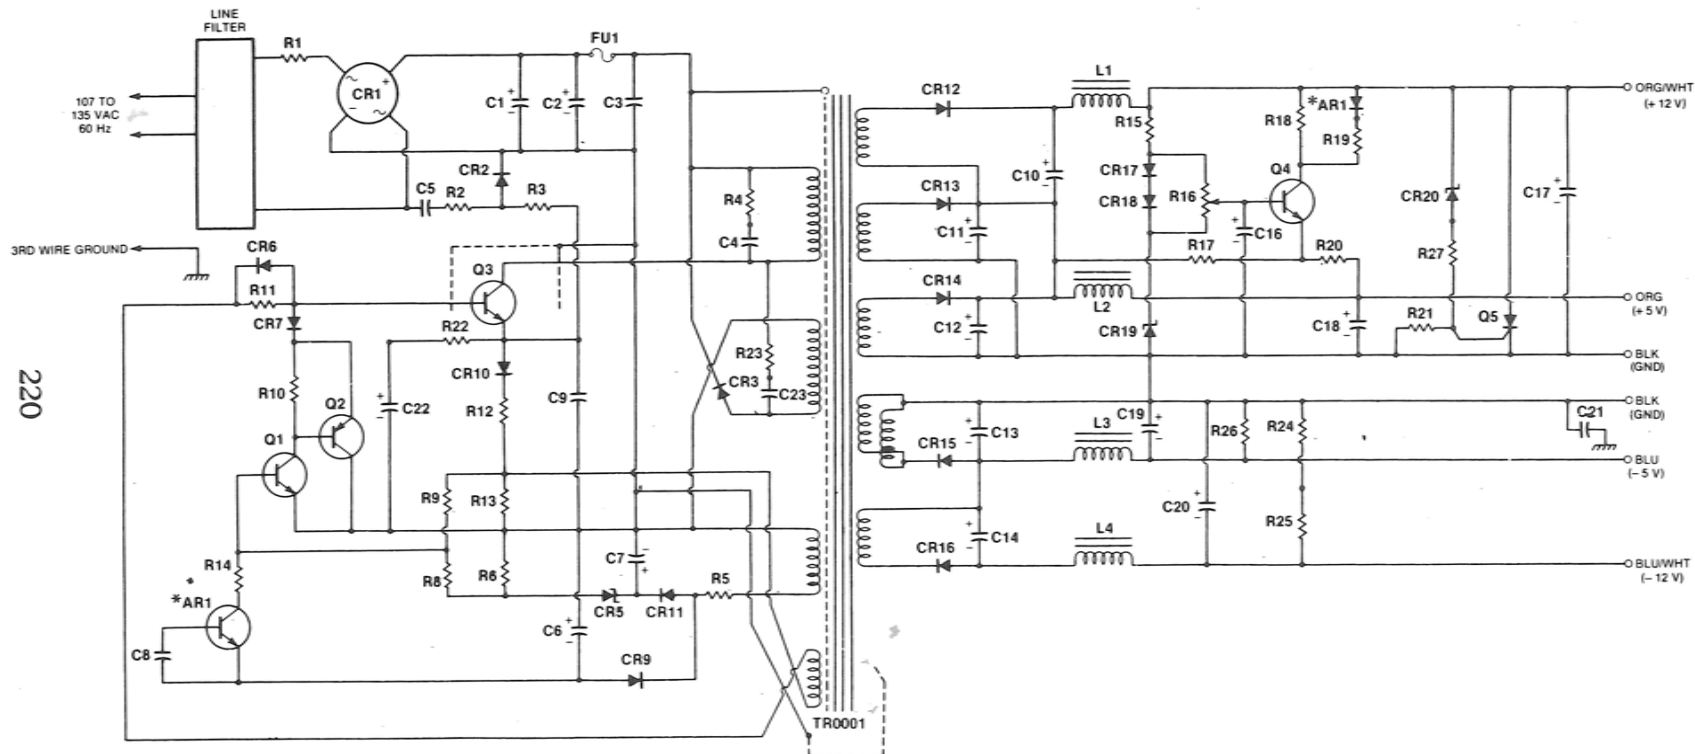 LINE
FILTER
R1
FU1
CR1
C1
C2
C3
107 TO
135 VAC
60 Hz
CR2
C5
R2
R3
3RD WIRE GROUND
CR6
R11
CR7
Q3
R4
C4
R22
CR10
R12
C22
C9
R23
CR3
C23
R10
Q2
Q1
R9
R13
R14
R8
R6
C7
CR5
CR11
R5
*AR1
C8
C6
CR9
TR0001
CR12
L1
R15
CR17
CR18
R16
C10
CR13
C11
Q4
R18
*AR1
R19
C16
R17
R20
CR20
R27
C17
ORG/WHT
(+ 12 V)
CR14
L2
C12
CR19
C18
R21
Q5
ORG
(+ 5 V)
BLK
(GND)
BLK
(GND)
C13
C19
L3
CR15
R26
R24
C21
BLU
(– 5 V)
C14
CR16
L4
C20
R25
BLU/WHT
(– 12 V)
220